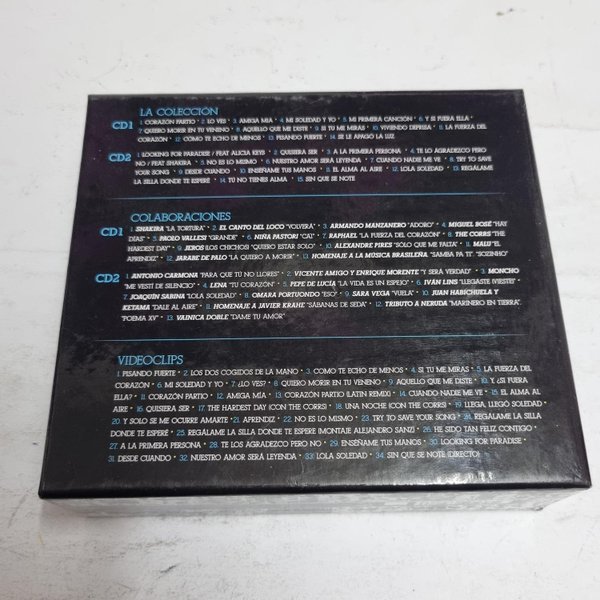 LA COLECCIÓN
CD1 1. CORAZÓN PARTIO • 2. LO VES • 3. AMIGA MIA • 4. MI SOLEDAD Y YO • 5. MI PRIMERA CANCIÓN • 6. Y SI FUERA ELLA •
7. QUIERO MORIR EN TU VENENO • 8. AQUELLO QUE ME DISTE • 9. SI TU ME MIRAS • 10. VIVIENDO DEPRISA • 11. LA FUERZA DEL
CORAZON • 12. CÓMO TE ECHO DE MENOS • 13. PISANDO FUERTE • 14. SE LE APAGO LA LUZ
CD2 1. LOOKING FOR PARADISE / FEAT ALICIA KEYS • 2. QUISIERA SER • 3. A LA PRIMERA PERSONA • 4. TE LO AGRADEZCO PERO
NO / FEAT SHAKIRA • 5. NO ES LO MISMO • 6. NUESTRO AMOR SERÁ LEYENDA • 7. CUANDO NADIE ME VE • 8. TRY TO SAVE
YOUR SONG • 9. DESDE CUANDO • 10. ENSÉÑAME TUS MANOS • 11. EL ALMA AL AIRE • 12. LOLA SOLEDAD • 13. REGÁLAME
LA SILLA DONDE TE ESPERÉ • 14. TU NO TIENES ALMA • 15. SIN QUE SE NOTE
COLABORACIONES
CD1 1. SHAKIRA "LA TORTURA" • 2. EL CANTO DEL LOCO "VOLVERÁ" • 3. ARMANDO MANZANERO "ADORO" • 4. MIGUEL BOSÉ "HAY
DÍAS" • 5. PAOLO VALLESI "GRANDE" • 6. NIÑA PASTORI "CAI" • 7. RAPHAEL "LA FUERZA DEL CORAZÓN" • 8. THE CORRS "THE
HARDEST DAY" • 9. JEROS (LOS CHICHOS) "QUIERO ESTAR SOLO" • 10. ALEXANDRE PIRES "SOLO QUE ME FALTA" • 11. MALU "EL
APRENDIZ" • 12. JARABE DE PALO "LA QUIERO A MORIR" • 13. HOMENAJE A LA MÚSICA BRASILEÑA "SAMBA PA TI" "SOZINHO"
CD2 1. ANTONIO CARMONA "PARA QUE TÚ NO LLORES" • 2. VICENTE AMIGO Y ENRIQUE MORENTE "Y SERÁ VERDAD" • 3. MONCHO
"ME VESTÍ DE SILENCIO" • 4. LENA "TU CORAZÓN" • 5. PEPE DE LUCÍA "LA VIDA ES UN ESPEJO" • 6. IVÁN LINS "LLEGASTE (VIESTE)"
• 7. JOAQUÍN SABINA "LOLA SOLEDAD" • 8. OMARA PORTUONDO "ESO" • 9. SARA VEGA "VUELA" • 10. JUAN HABICHUELA Y
KETAMA "DALE AL AIRE" • 11. HOMENAJE A JAVIER KRAHE "SÁBANAS DE SEDA" • 12. TRIBUTO A NERUDA "MARINERO EN TIERRA",
"POEMA XV" • 13. VAINICA DOBLE "DAME TU AMOR"
VIDEOCLIPS
1. PISANDO FUERTE • 2. LOS DOS COGIDOS DE LA MANO • 3. COMO TE ECHO DE MENOS • 4. SI TU ME MIRAS • 5. LA FUERZA DEL
CORAZÓN • 6. MI SOLEDAD Y YO • 7. ¿LO VES? • 8. QUIERO MORIR EN TU VENENO • 9. AQUELLO QUE ME DISTE • 10. Y ¿SI FUERA
ELLA? • 11. CORAZÓN PARTIO • 12. AMIGA MÍA • 13. CORAZÓN PARTIO (LATIN REMIX) • 14. CUANDO NADIE ME VE • 15. EL ALMA AL
AIRE • 16. QUISIERA SER • 17. THE HARDEST DAY (CON THE CORRS) • 18. UNA NOCHE (CON THE CORRS) • 19. LLEGA, LLEGÓ SOLEDAD
• 20. Y SOLO SE ME OCURRE AMARTE • 21. APRENDIZ • 22. NO ES LO MISMO • 23. TRY TO SAVE YOUR SONG • 24. REGÁLAME LA SILLA
DONDE TE ESPERÉ • 25. REGÁLAME LA SILLA DONDE TE ESPERÉ (MONTAJE ALEJANDRO SANZ) • 26. HE SIDO TAN FELIZ CONTIGO •
27. A LA PRIMERA PERSONA • 28. TE LOS AGRADEZCO PERO NO • 29. ENSEÑAME TUS MANOS • 30. LOOKING FOR PARADISE •
31. DESDE CUANDO • 32. NUESTRO AMOR SERÁ LEYENDA • 33. LOLA SOLEDAD • 34. SIN QUE SE NOTE (DIRECTO)